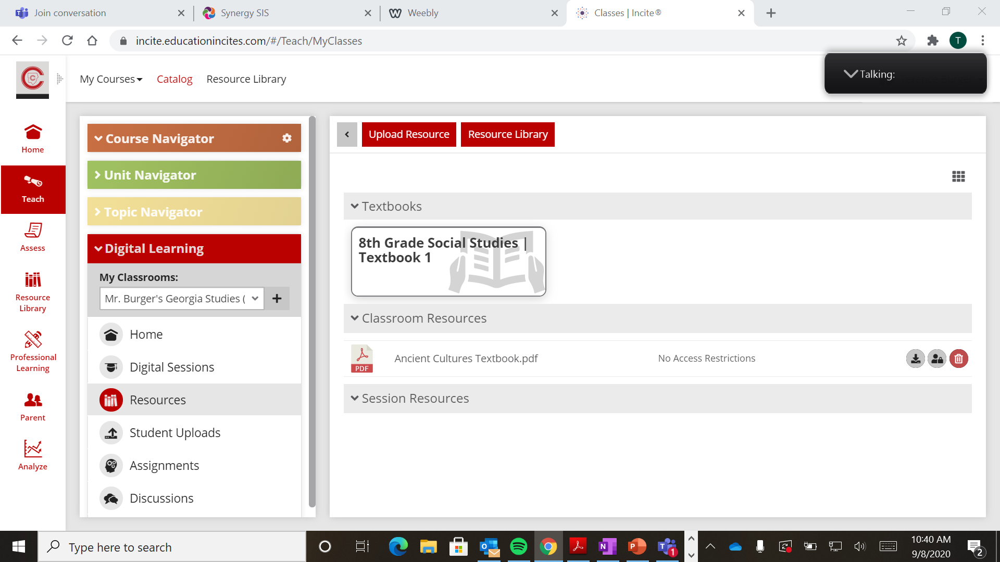 Join conversation
Synergy SIS
Weebly
Classes | Incite®
incite.educationincites.com/#/Teach/MyClasses
T
Talking:
My Courses
Catalog
Resource Library
Home
Teach
Assess
Resource
Library
Professional
Learning
Parent
Analyze
Course Navigator
Unit Navigator
Topic Navigator
Digital Learning
My Classrooms:
Mr. Burger's Georgia Studies (
Home
Digital Sessions
Resources
Student Uploads
Assignments
Discussions
Upload Resource
Resource Library
Textbooks
8th Grade Social Studies |
Textbook 1
Classroom Resources
PDF
Ancient Cultures Textbook.pdf
No Access Restrictions
Session Resources
Type here to search
10:40 AM
9/8/2020
2